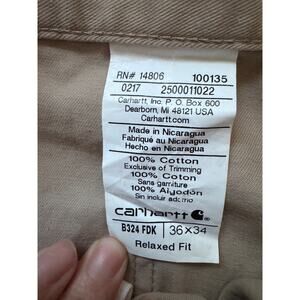 RN# 14806 100135
0217 2500011022
Carhartt, Inc. P. O. Box 600
Dearborn, MI 48121 USA
Carhartt.com
Made in Nicaragua
Fabriqué au Nicaragua
Hecho en Nicaragua
100% Cotton
Exclusive of Trimming
100% Coton
Sans garniture
100% Algodón
Sin incluir adorno
carhartt
B324 FDK 36X34
Relaxed Fit